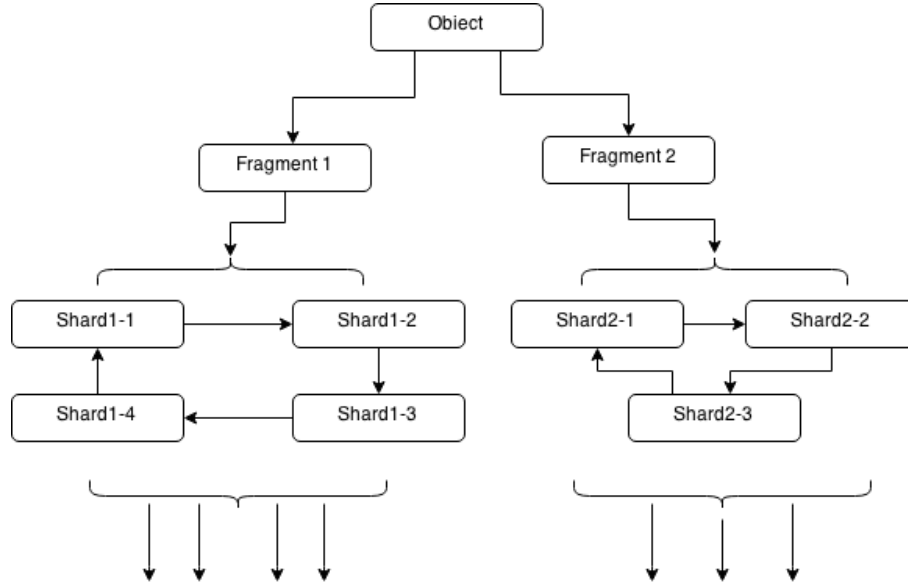 Obiect
Fragment 1
Fragment 2
Shard1-1
Shard1-2
Shard2-1
Shard2-2
Shard1-4
Shard1-3
Shard2-3